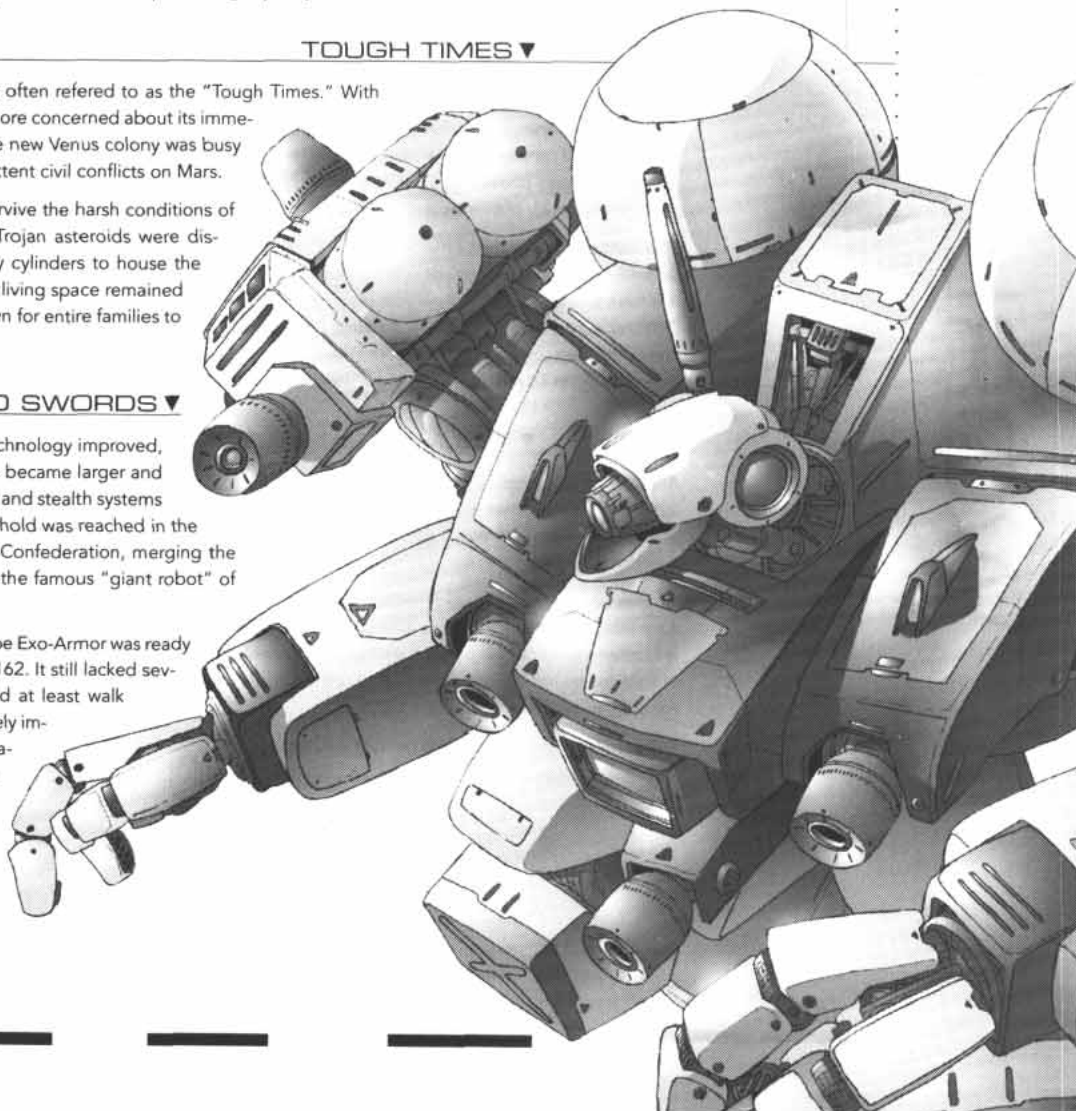 TOUGH TIMES ▼
often refered to as the "Tough Times." With
ore concerned about its imme-
e new Venus colony was busy
ttent civil conflicts on Mars.
rvive the harsh conditions of
Trojan asteroids were dis-
y cylinders to house the
living space remained
n for entire families to
D SWORDS ▼
chnology improved,
became larger and
and stealth systems
hold was reached in the
Confederation, merging the
the famous "giant robot" of
pe Exo-Armor was ready
162. It still lacked sev-
d at least walk
ely im-
a-